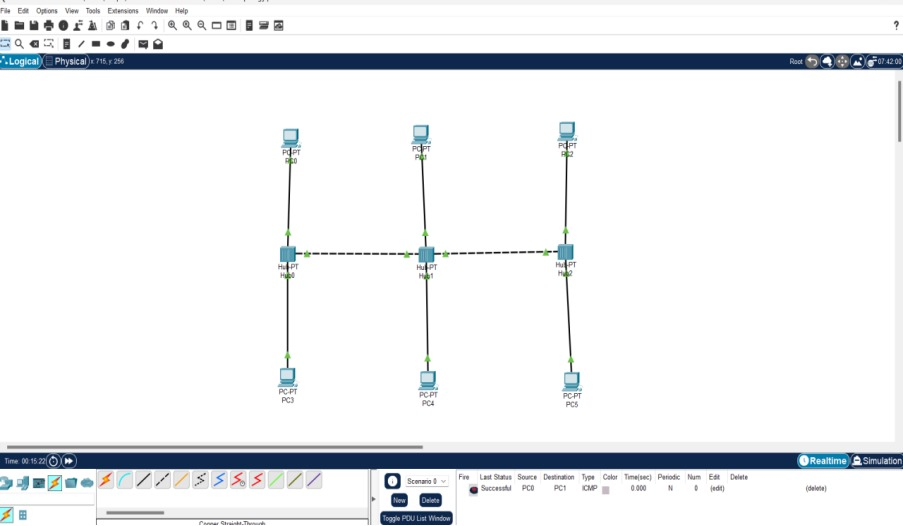 File Edit Options View Tools Extensions Window Help
?
Logical Physical x: 715, y: 256 Root 07:42:00
PC-PT
PC0
PC-PT
PC1
PC-PT
PC2
Hub-PT
Hub0
Hub-PT
Hub1
Hub-PT
Hub2
PC-PT
PC3
PC-PT
PC4
PC-PT
PC5
Time: 00:15:22 Realtime Simulation
Scenario 0
New Delete
Toggle PDU List Window
Fire Last Status Source Destination Type Color Time(sec) Periodic Num Edit Delete
Successful PC0 PC1 ICMP 0.000 N 0 (edit) (delete)
Copper Straight-Through